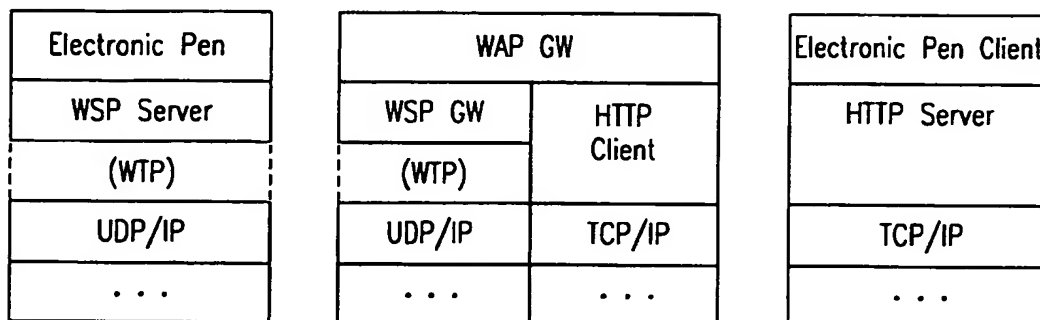 Electronic Pen
WSP Server
(WTP)
UDP/IP
...
WAP GW
WSP GW
(WTP)
UDP/IP
...
HTTP
Client
TCP/IP
...
Electronic Pen Client
HTTP Server
TCP/IP
...